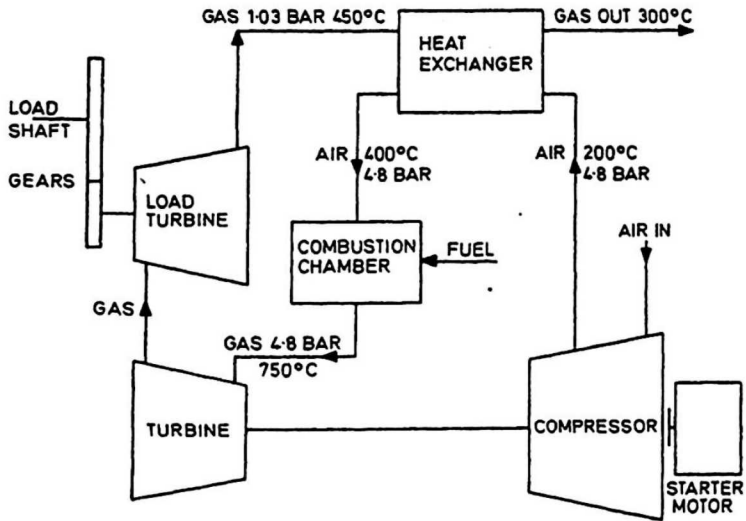 GAS 1·03 BAR 450°C
GAS OUT 300°C
HEAT
EXCHANGER
LOAD
SHAFT
AIR 400°C
4·8 BAR
AIR 200°C
4·8 BAR
GEARS
LOAD
TURBINE
COMBUSTION
CHAMBER
FUEL
AIR IN
GAS
GAS 4·8 BAR
750°C
TURBINE
COMPRESSOR
STARTER
MOTOR